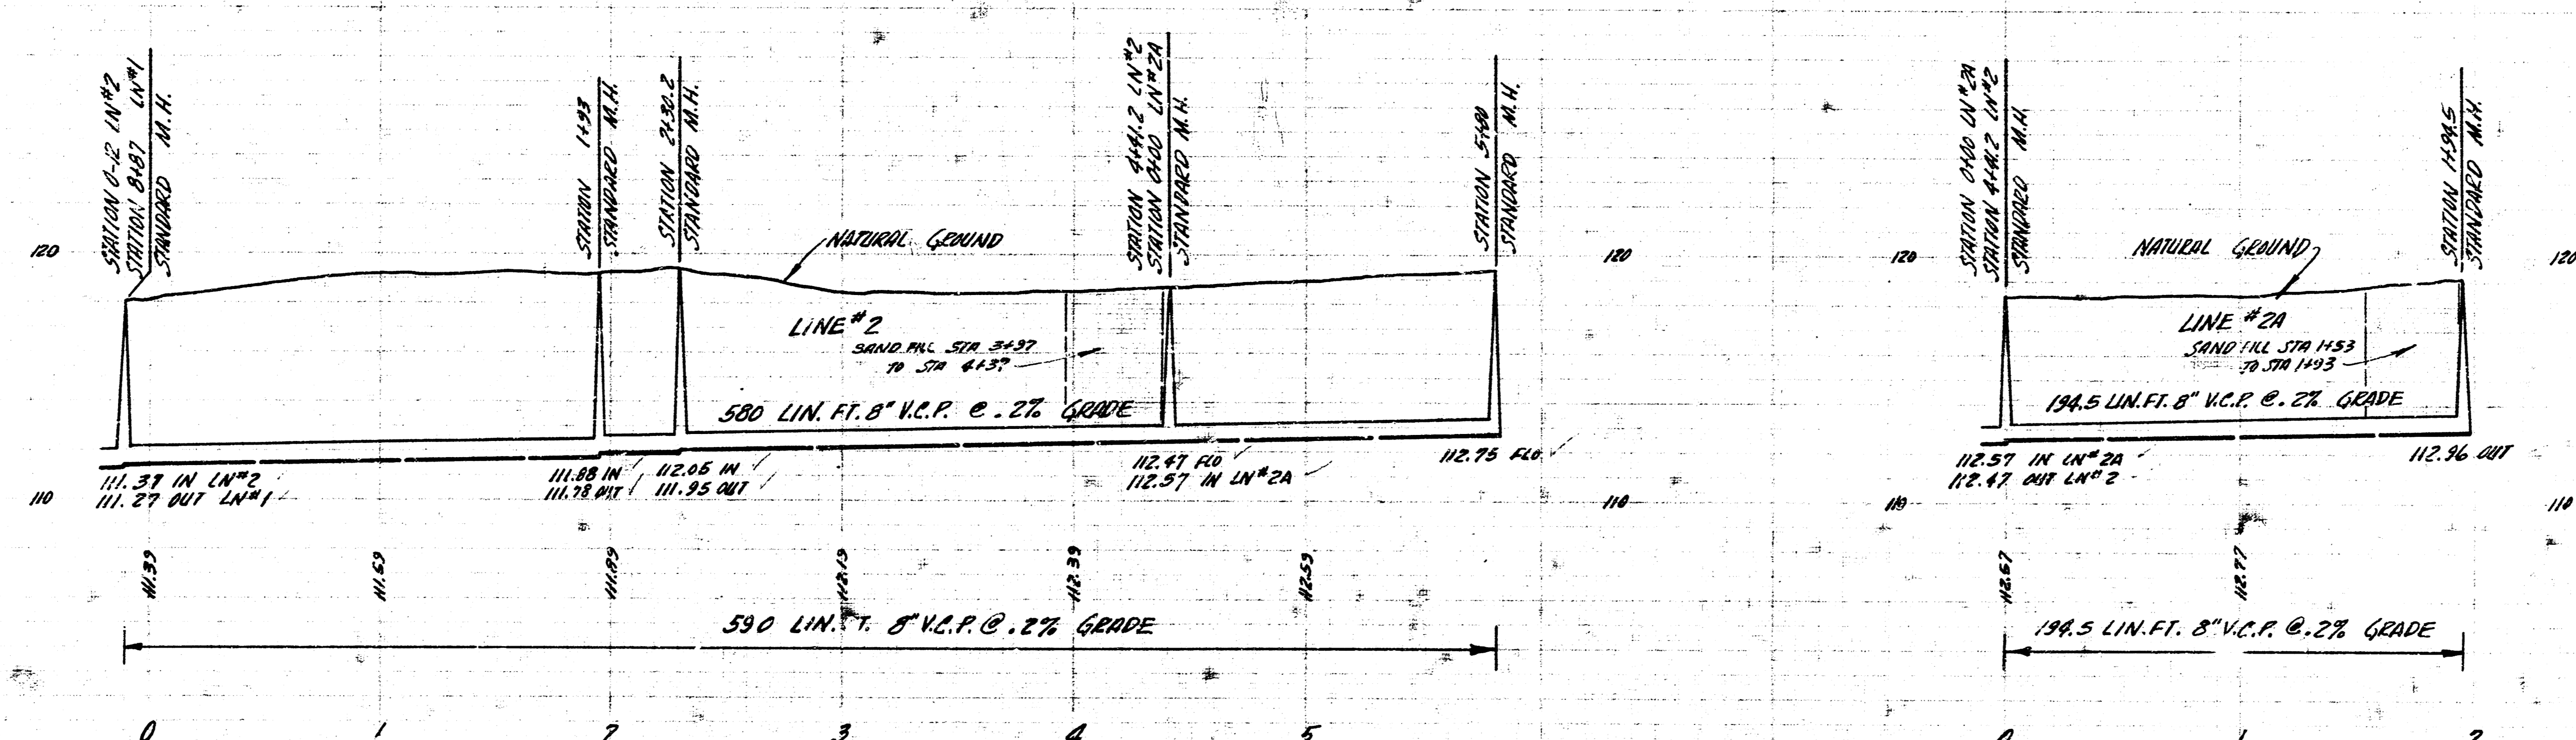 STATION 0-12 LN#2
STATION 8+87 LN#1
STANDARD M.H.
STATION 1+93
STANDARD M.H.
STATION 2+30.2
STANDARD M.H.
STATION 4+41.2 LN#2
STATION 0+00 LN#2A
STANDARD M.H.
STATION 5+80
STANDARD M.H.
STATION 0+00 LN#2A
STATION 4+41.2 LN#2
STANDARD M.H.
STATION 1+94.5
STANDARD M.H.
120
NATURAL GROUND
120
120
NATURAL GROUND
120
LINE #2
SAND FILL STA 3+97
TO STA 4+37
580 LIN. FT. 8" V.C.P. @ .2% GRADE
LINE #2A
SAND FILL STA 1+53
TO STA 1+93
194.5 LIN. FT. 8" V.C.P. @ .2% GRADE
111.37 IN LN#2
111.27 OUT LN#1
111.88 IN
111.78 OUT
112.05 IN
111.95 OUT
112.47 FLO
112.57 IN LN#2A
112.75 FLO
112.57 IN LN#2A
112.47 OUT LN#2
112.96 OUT
110
110
110
110
111.39
111.59
111.89
112.19
112.39
112.59
112.57
112.77
590 LIN. FT. 8" V.C.P. @ .2% GRADE
194.5 LIN. FT. 8" V.C.P. @ .2% GRADE
0 1 2 3 4 5
0 1 2